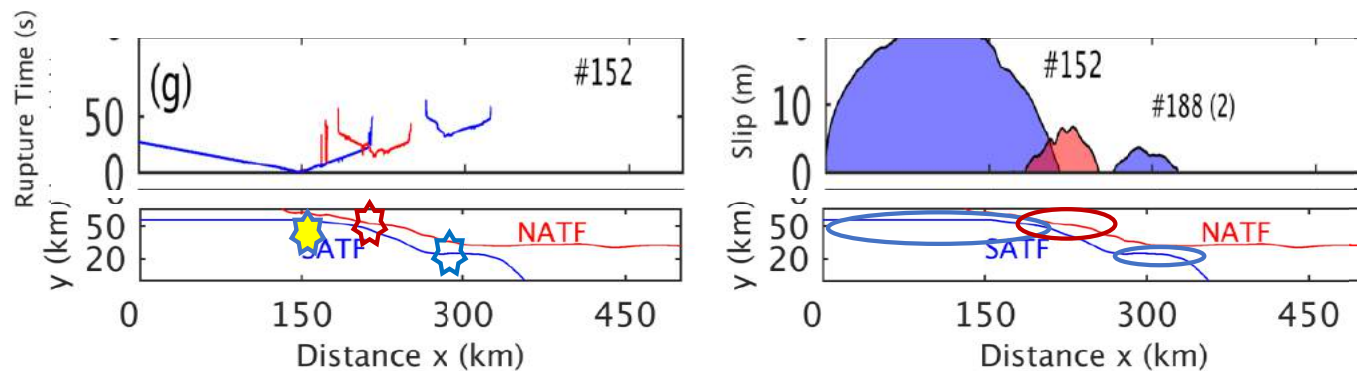 Rupture Time (s)
(g)
#152
50
0
y (km)
50
20
SATF
NATF
0
150
300
450
Distance x (km)
Slip (m)
10
0
#152
#188 (2)
y (km)
50
20
SATF
NATF
0
150
300
450
Distance x (km)